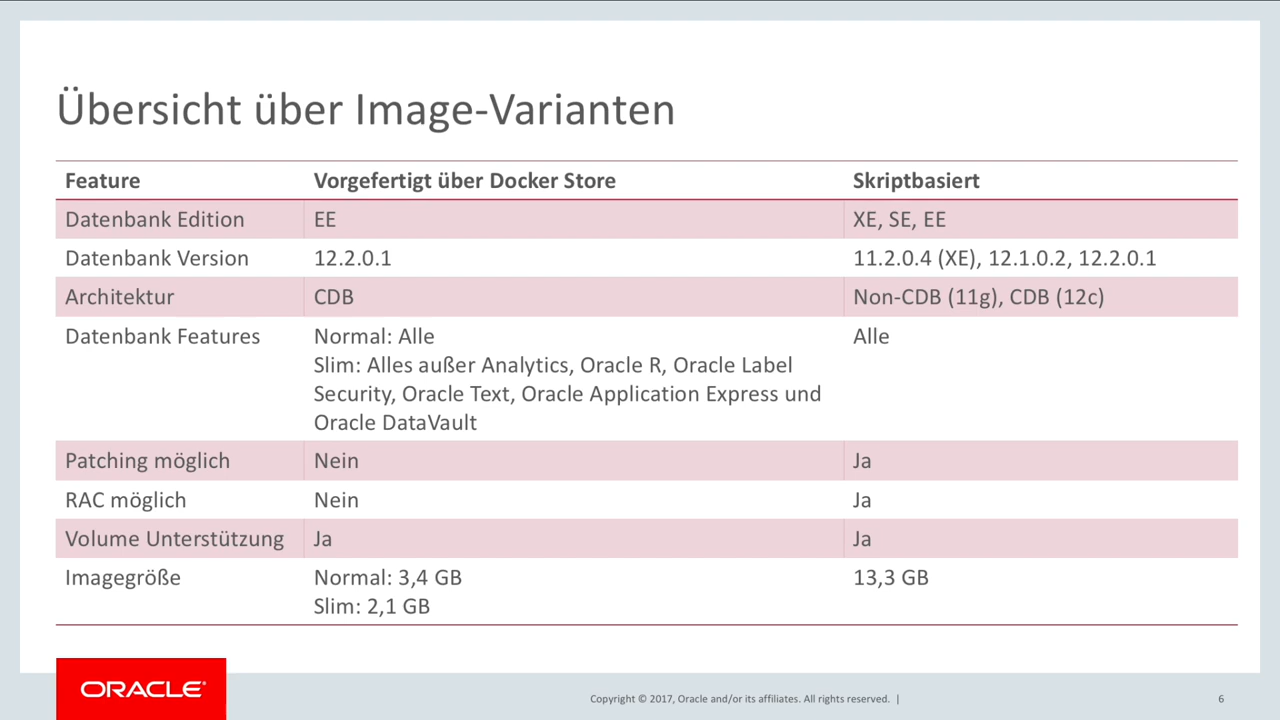 Übersicht über Image-Varianten
Feature Vorgefertigt über Docker Store Skriptbasiert
Datenbank Edition EE XE, SE, EE
Datenbank Version 12.2.0.1 11.2.0.4 (XE), 12.1.0.2, 12.2.0.1
Architektur CDB Non-CDB (11g), CDB (12c)
Datenbank Features Normal: Alle Alle
Slim: Alles außer Analytics, Oracle R, Oracle Label
Security, Oracle Text, Oracle Application Express und
Oracle DataVault
Patching möglich Nein Ja
RAC möglich Nein Ja
Volume Unterstützung Ja Ja
Imagegröße Normal: 3,4 GB 13,3 GB
Slim: 2,1 GB
ORACLE®
Copyright © 2017, Oracle and/or its affiliates. All rights reserved. |
6